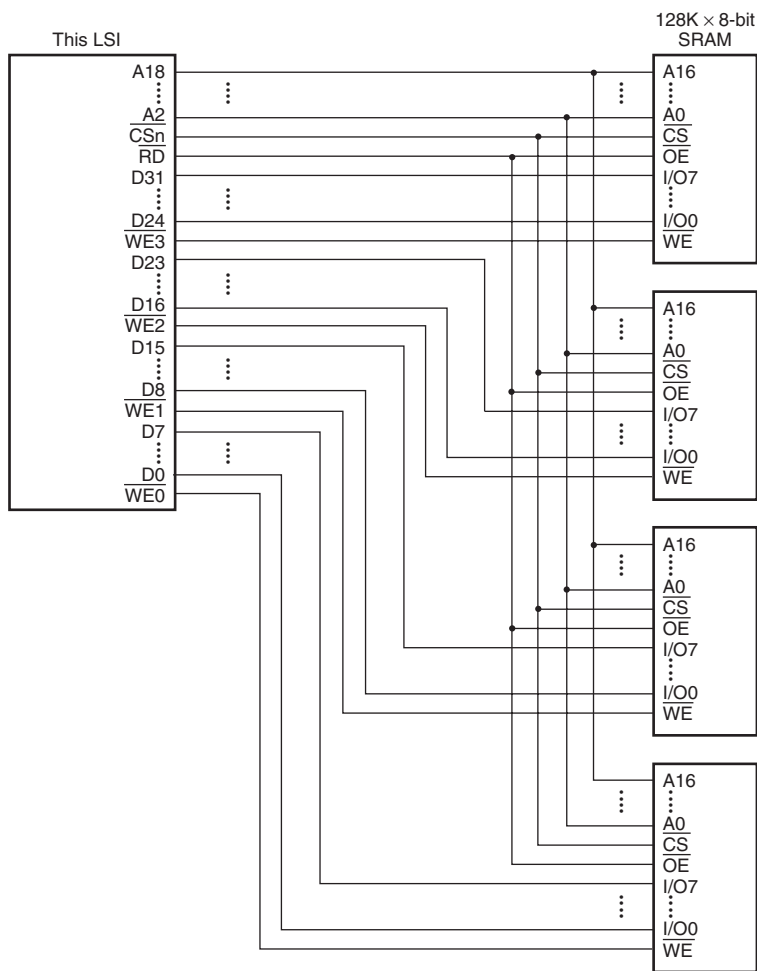 This LSI
A18
A2
CSn
RD
D31
D24
WE3
D23
D16
WE2
D15
D8
WE1
D7
D0
WE0
128K × 8-bit
SRAM
A16
A0
CS
OE
I/O7
I/O0
WE
A16
A0
CS
OE
I/O7
I/O0
WE
A16
A0
CS
OE
I/O7
I/O0
WE
A16
A0
CS
OE
I/O7
I/O0
WE